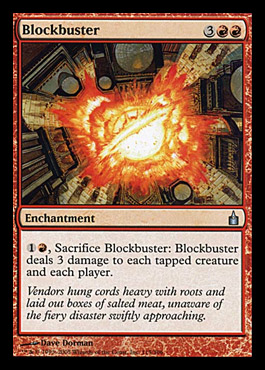 Blockbuster 3
Enchantment
1, Sacrifice Blockbuster: Blockbuster
deals 3 damage to each tapped creature
and each player.
Vendors hung cords heavy with roots and
laid out boxes of salted meat, unaware of
the fiery disaster swiftly approaching.
Dave Dorman